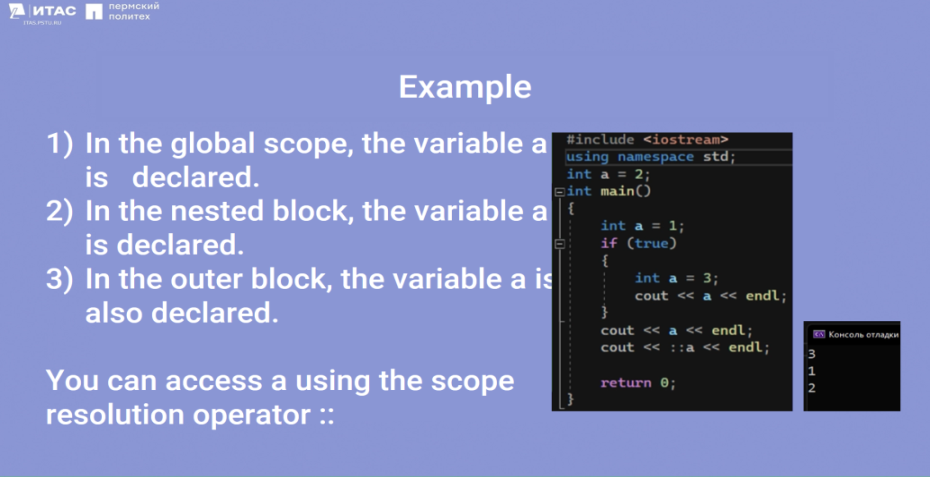 ИТАС
ITAS.PSTU.RU
пермский
политех
Example
1) In the global scope, the variable a
is declared.
2) In the nested block, the variable a
is declared.
3) In the outer block, the variable a is
also declared.
You can access a using the scope
resolution operator ::
#include <iostream>
using namespace std;
int a = 2;
int main()
{
int a = 1;
if (true)
{
int a = 3;
cout << a << endl;
}
cout << a << endl;
cout << ::a << endl;
return 0;
}
Консоль отладки
3
1
2